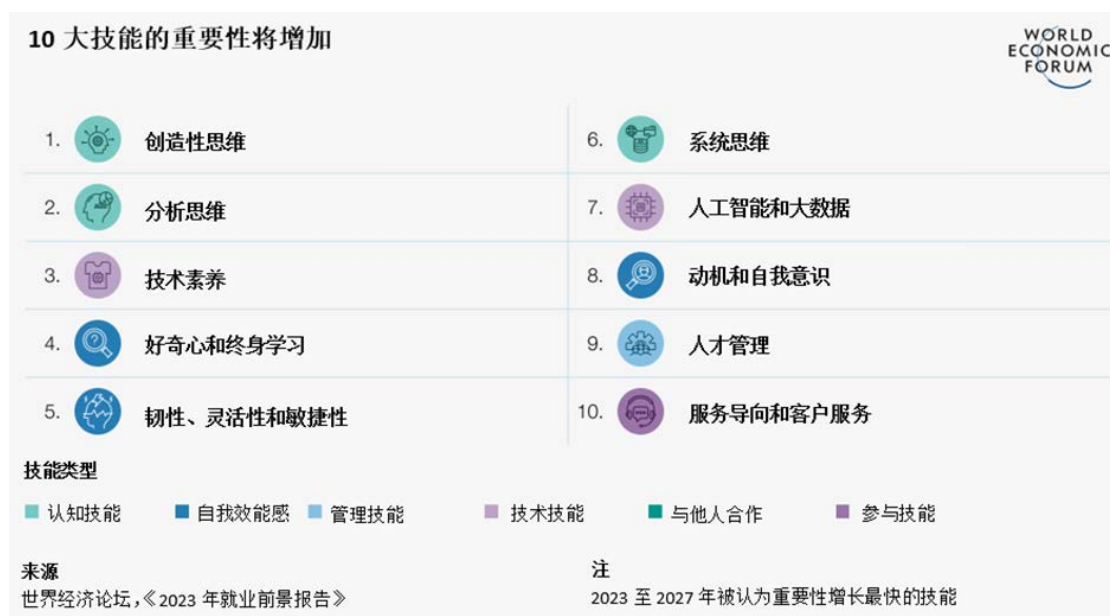 10 大技能的重要性将增加
WORLD
ECONOMIC
FORUM
1. 创造性思维
2. 分析思维
3. 技术素养
4. 好奇心和终身学习
5. 韧性、灵活性和敏捷性
6. 系统思维
7. 人工智能和大数据
8. 动机和自我意识
9. 人才管理
10. 服务导向和客户服务
技能类型
认知技能 自我效能感 管理技能 技术技能 与他人合作 参与技能
来源
世界经济论坛，《2023 年就业前景报告》
注
2023 至 2027 年被认为重要性增长最快的技能